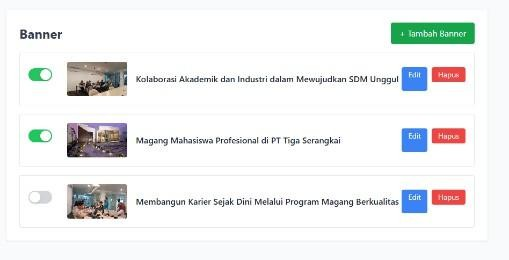 Banner
+ Tambah Banner
Kolaborasi Akademik dan Industri dalam Mewujudkan SDM Unggul
Edit
Hapus
Magang Mahasiswa Profesional di PT Tiga Serangkai
Edit
Hapus
Membangun Karier Sejak Dini Melalui Program Magang Berkualitas
Edit
Hapus